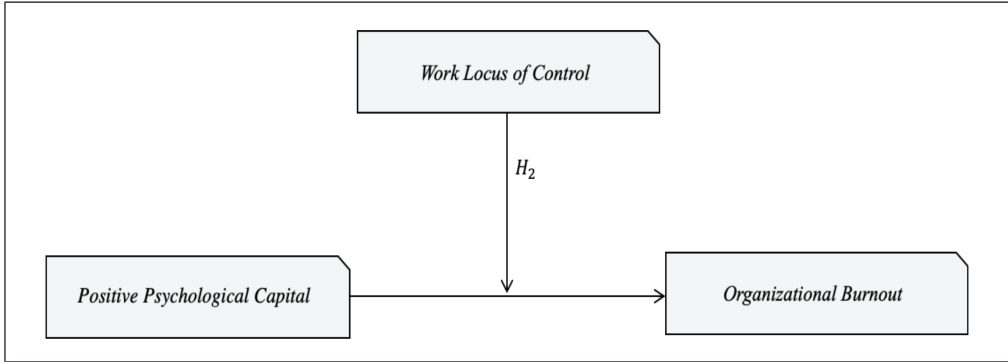 Work Locus of Control
H₂
Positive Psychological Capital
Organizational Burnout